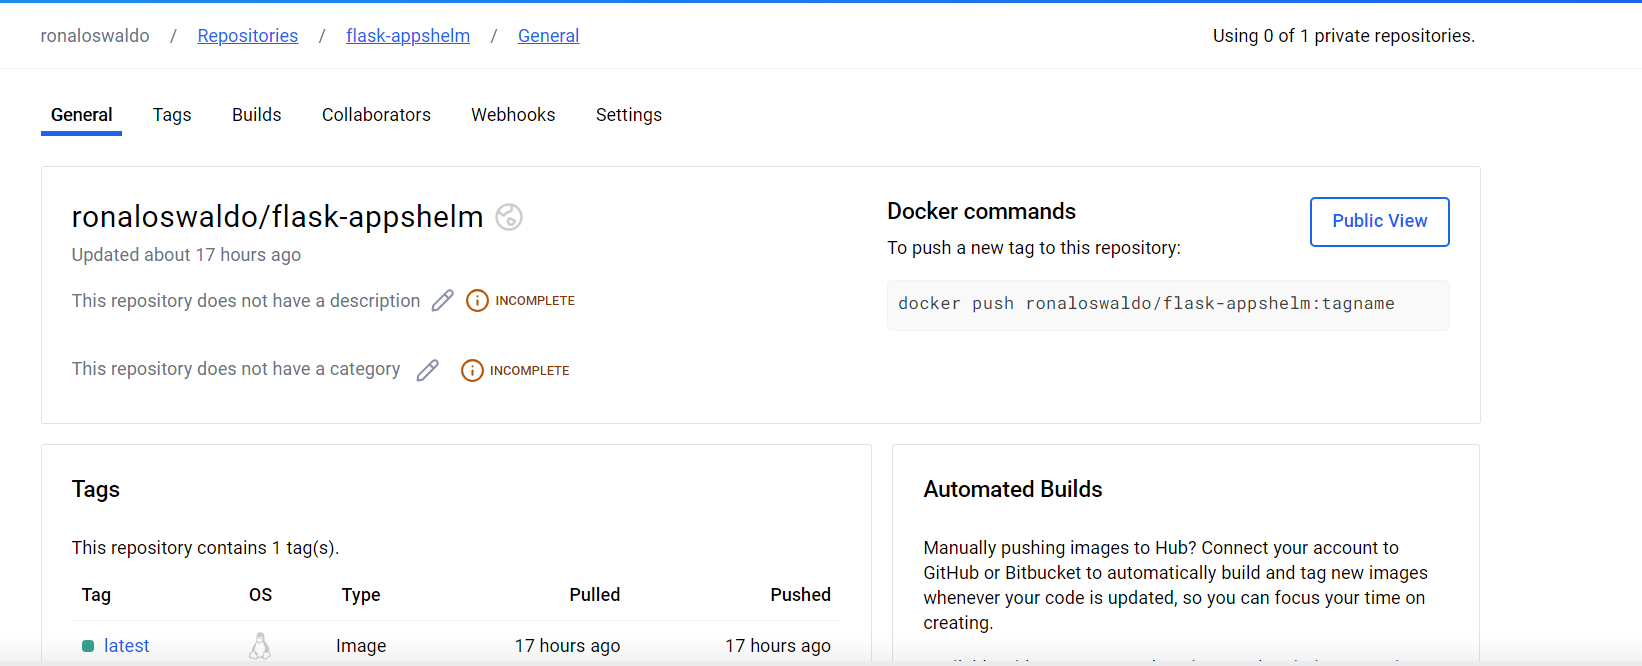 ronaloswaldo / Repositories / flask-appshelm / General
Using 0 of 1 private repositories.
General Tags Builds Collaborators Webhooks Settings
ronaloswaldo/flask-appshelm
Updated about 17 hours ago
This repository does not have a description INCOMPLETE
This repository does not have a category INCOMPLETE
Docker commands
To push a new tag to this repository:
Public View
docker push ronaloswaldo/flask-appshelm:tagname
Tags
This repository contains 1 tag(s).
Tag OS Type Pulled Pushed
latest Image 17 hours ago 17 hours ago
Automated Builds
Manually pushing images to Hub? Connect your account to
GitHub or Bitbucket to automatically build and tag new images
whenever your code is updated, so you can focus your time on
creating.